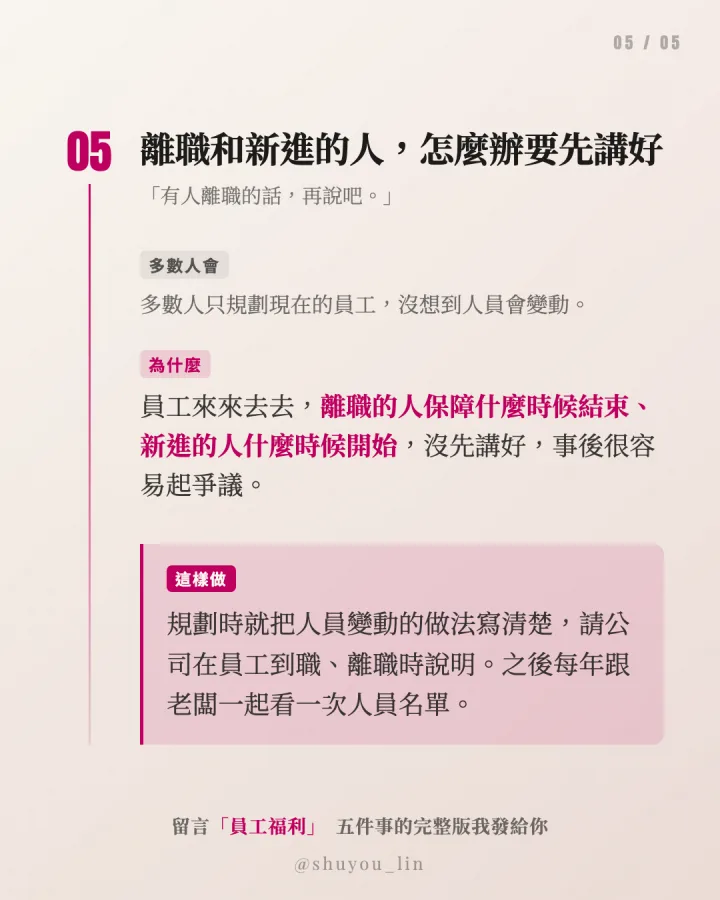 05 / 05
05 離職和新進的人，怎麼辦要先講好
「有人離職的話，再說吧。」
多數人會
多數人只規劃現在的員工，沒想到人員會變動。
為什麼
員工來來去去，離職的人保障什麼時候結束、
新進的人什麼時候開始，沒先講好，事後很容
易起爭議。
這樣做
規劃時就把人員變動的做法寫清楚，請公
司在員工到職、離職時說明。之後每年跟
老闆一起看一次人員名單。
留言「員工福利」 五件事的完整版我發給你
@shuyou_lin